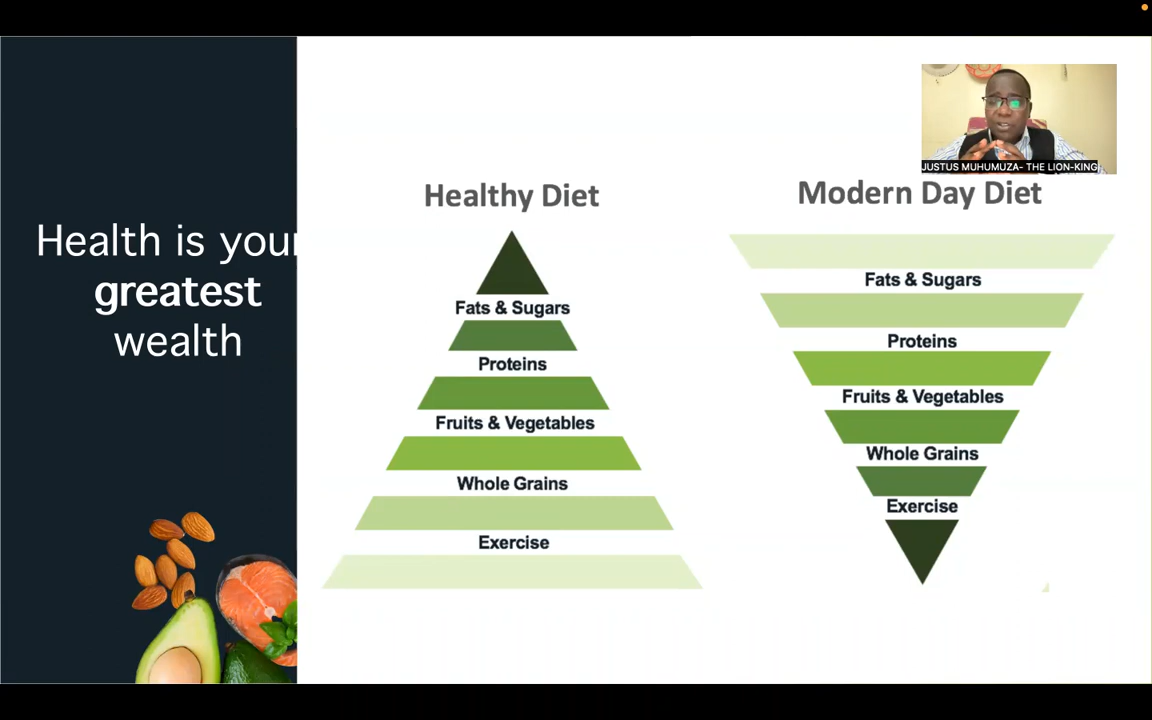 Health is your
greatest
wealth
Healthy Diet
Fats & Sugars
Proteins
Fruits & Vegetables
Whole Grains
Exercise
JUSTUS MUHUMUZA- THE LION-KING
Modern Day Diet
Fats & Sugars
Proteins
Fruits & Vegetables
Whole Grains
Exercise